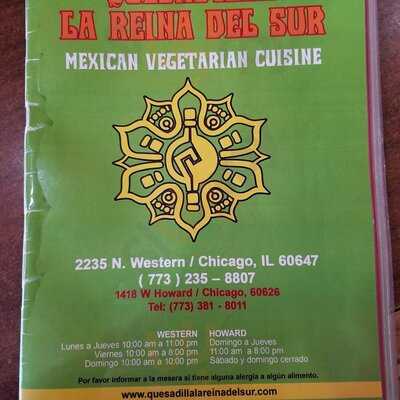 LA REINA DEL SUR
MEXICAN VEGETARIAN CUISINE
2235 N. Western / Chicago, IL 60647
( 773 ) 235 – 8807
1418 W Howard / Chicago, 60626
Tel: (773) 381 - 8011
WESTERN HOWARD
Lunes a Jueves 10:00 am a 11:00 pm Domingo a Jueves
Viernes 10:00 am a 8:00 pm 11:00 am a 8:00 pm
Domingo 10:00 am a 10:00 pm Sábado y domingo cerrado
Por favor informar a la mesera si tiene alguna alergia a algún alimento.
www.quesadillalareinadelsur.com